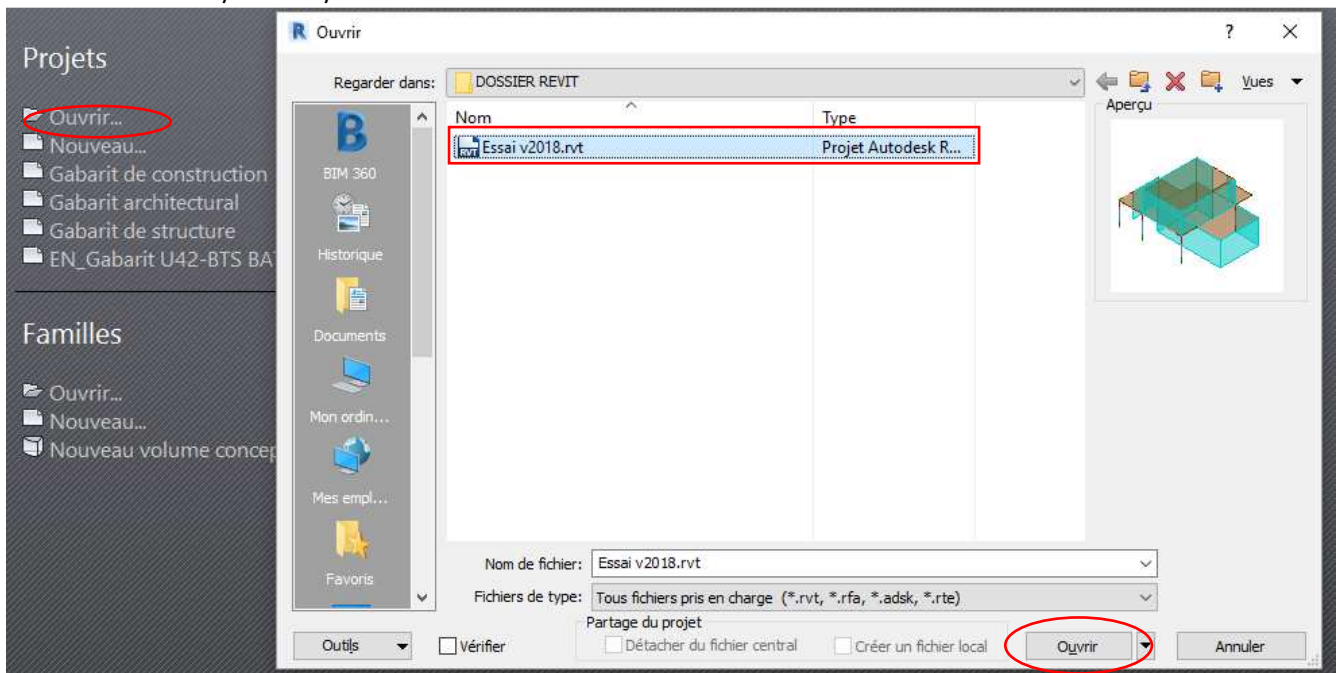 Projets
Ouvrir...
Nouveau...
Gabarit de construction
Gabarit architectural
Gabarit de structure
EN_Gabarit U42-BTS BA
Familles
Ouvrir...
Nouveau...
Nouveau volume concep
R Ouvrir
? X
Regarder dans: DOSSIER REVIT
Vues
BIM 360
Historique
Documents
Mon ordin...
Mes empl...
Favoris
Nom Type
RVT Essai v2018.rvt Projet Autodesk R...
Aperçu
Nom de fichier: Essai v2018.rvt
Fichiers de type: Tous fichiers pris en charge (*.rvt, *.rfa, *.adsk, *.rte)
Partage du projet
Outils Vérifier Détacher du fichier central Créer un fichier local Ouvrir Annuler